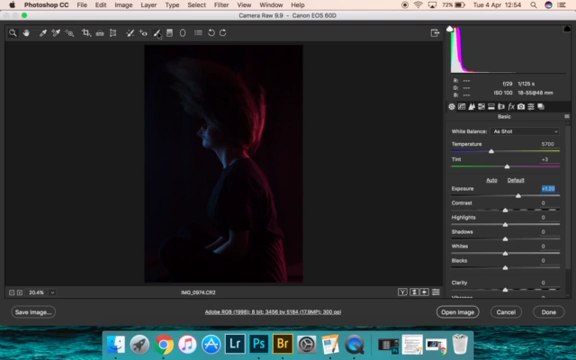 Photoshop CC File Edit Image Layer Type Select Filter View Window Help 72% Tue 4 Apr 12:54
Camera Raw 9.9 - Canon EOS 60D
f/29 1/125 s
ISO 100 18-55@48 mm
R: ---
G: ---
B: ---
Basic
White Balance: As Shot
Temperature 5700
Tint +3
Auto Default
Exposure +1.20
Contrast 0
Highlights 0
Shadows 0
Whites 0
Blacks 0
Clarity 0
20.4% IMG_0974.CR2 Y
Save Image... Adobe RGB (1998); 8 bit; 3456 by 5184 (17.9MP); 300 ppi Open Image Cancel Done
Lr Ps Br